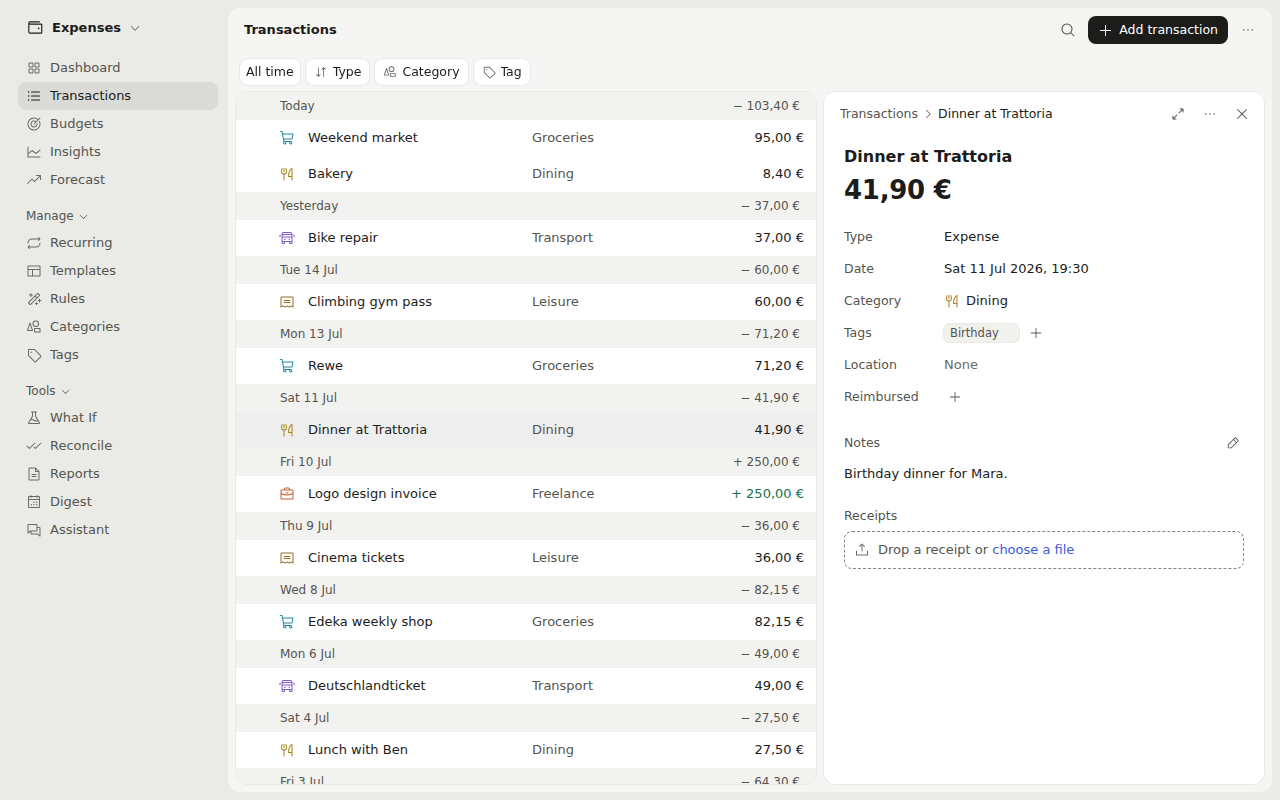 Expenses
Dashboard
Transactions
Budgets
Insights
Forecast
Manage
Recurring
Templates
Rules
Categories
Tags
Tools
What If
Reconcile
Reports
Digest
Assistant
Transactions
Add transaction
All time
Type
Category
Tag
Today − 103,40 €
Weekend market Groceries 95,00 €
Bakery Dining 8,40 €
Yesterday − 37,00 €
Bike repair Transport 37,00 €
Tue 14 Jul − 60,00 €
Climbing gym pass Leisure 60,00 €
Mon 13 Jul − 71,20 €
Rewe Groceries 71,20 €
Sat 11 Jul − 41,90 €
Dinner at Trattoria Dining 41,90 €
Fri 10 Jul + 250,00 €
Logo design invoice Freelance + 250,00 €
Thu 9 Jul − 36,00 €
Cinema tickets Leisure 36,00 €
Wed 8 Jul − 82,15 €
Edeka weekly shop Groceries 82,15 €
Mon 6 Jul − 49,00 €
Deutschlandticket Transport 49,00 €
Sat 4 Jul − 27,50 €
Lunch with Ben Dining 27,50 €
Fri 3 Jul − 64,30 €
Transactions Dinner at Trattoria
Dinner at Trattoria
41,90 €
Type Expense
Date Sat 11 Jul 2026, 19:30
Category Dining
Tags Birthday
Location None
Reimbursed
Notes
Birthday dinner for Mara.
Receipts
Drop a receipt or choose a file